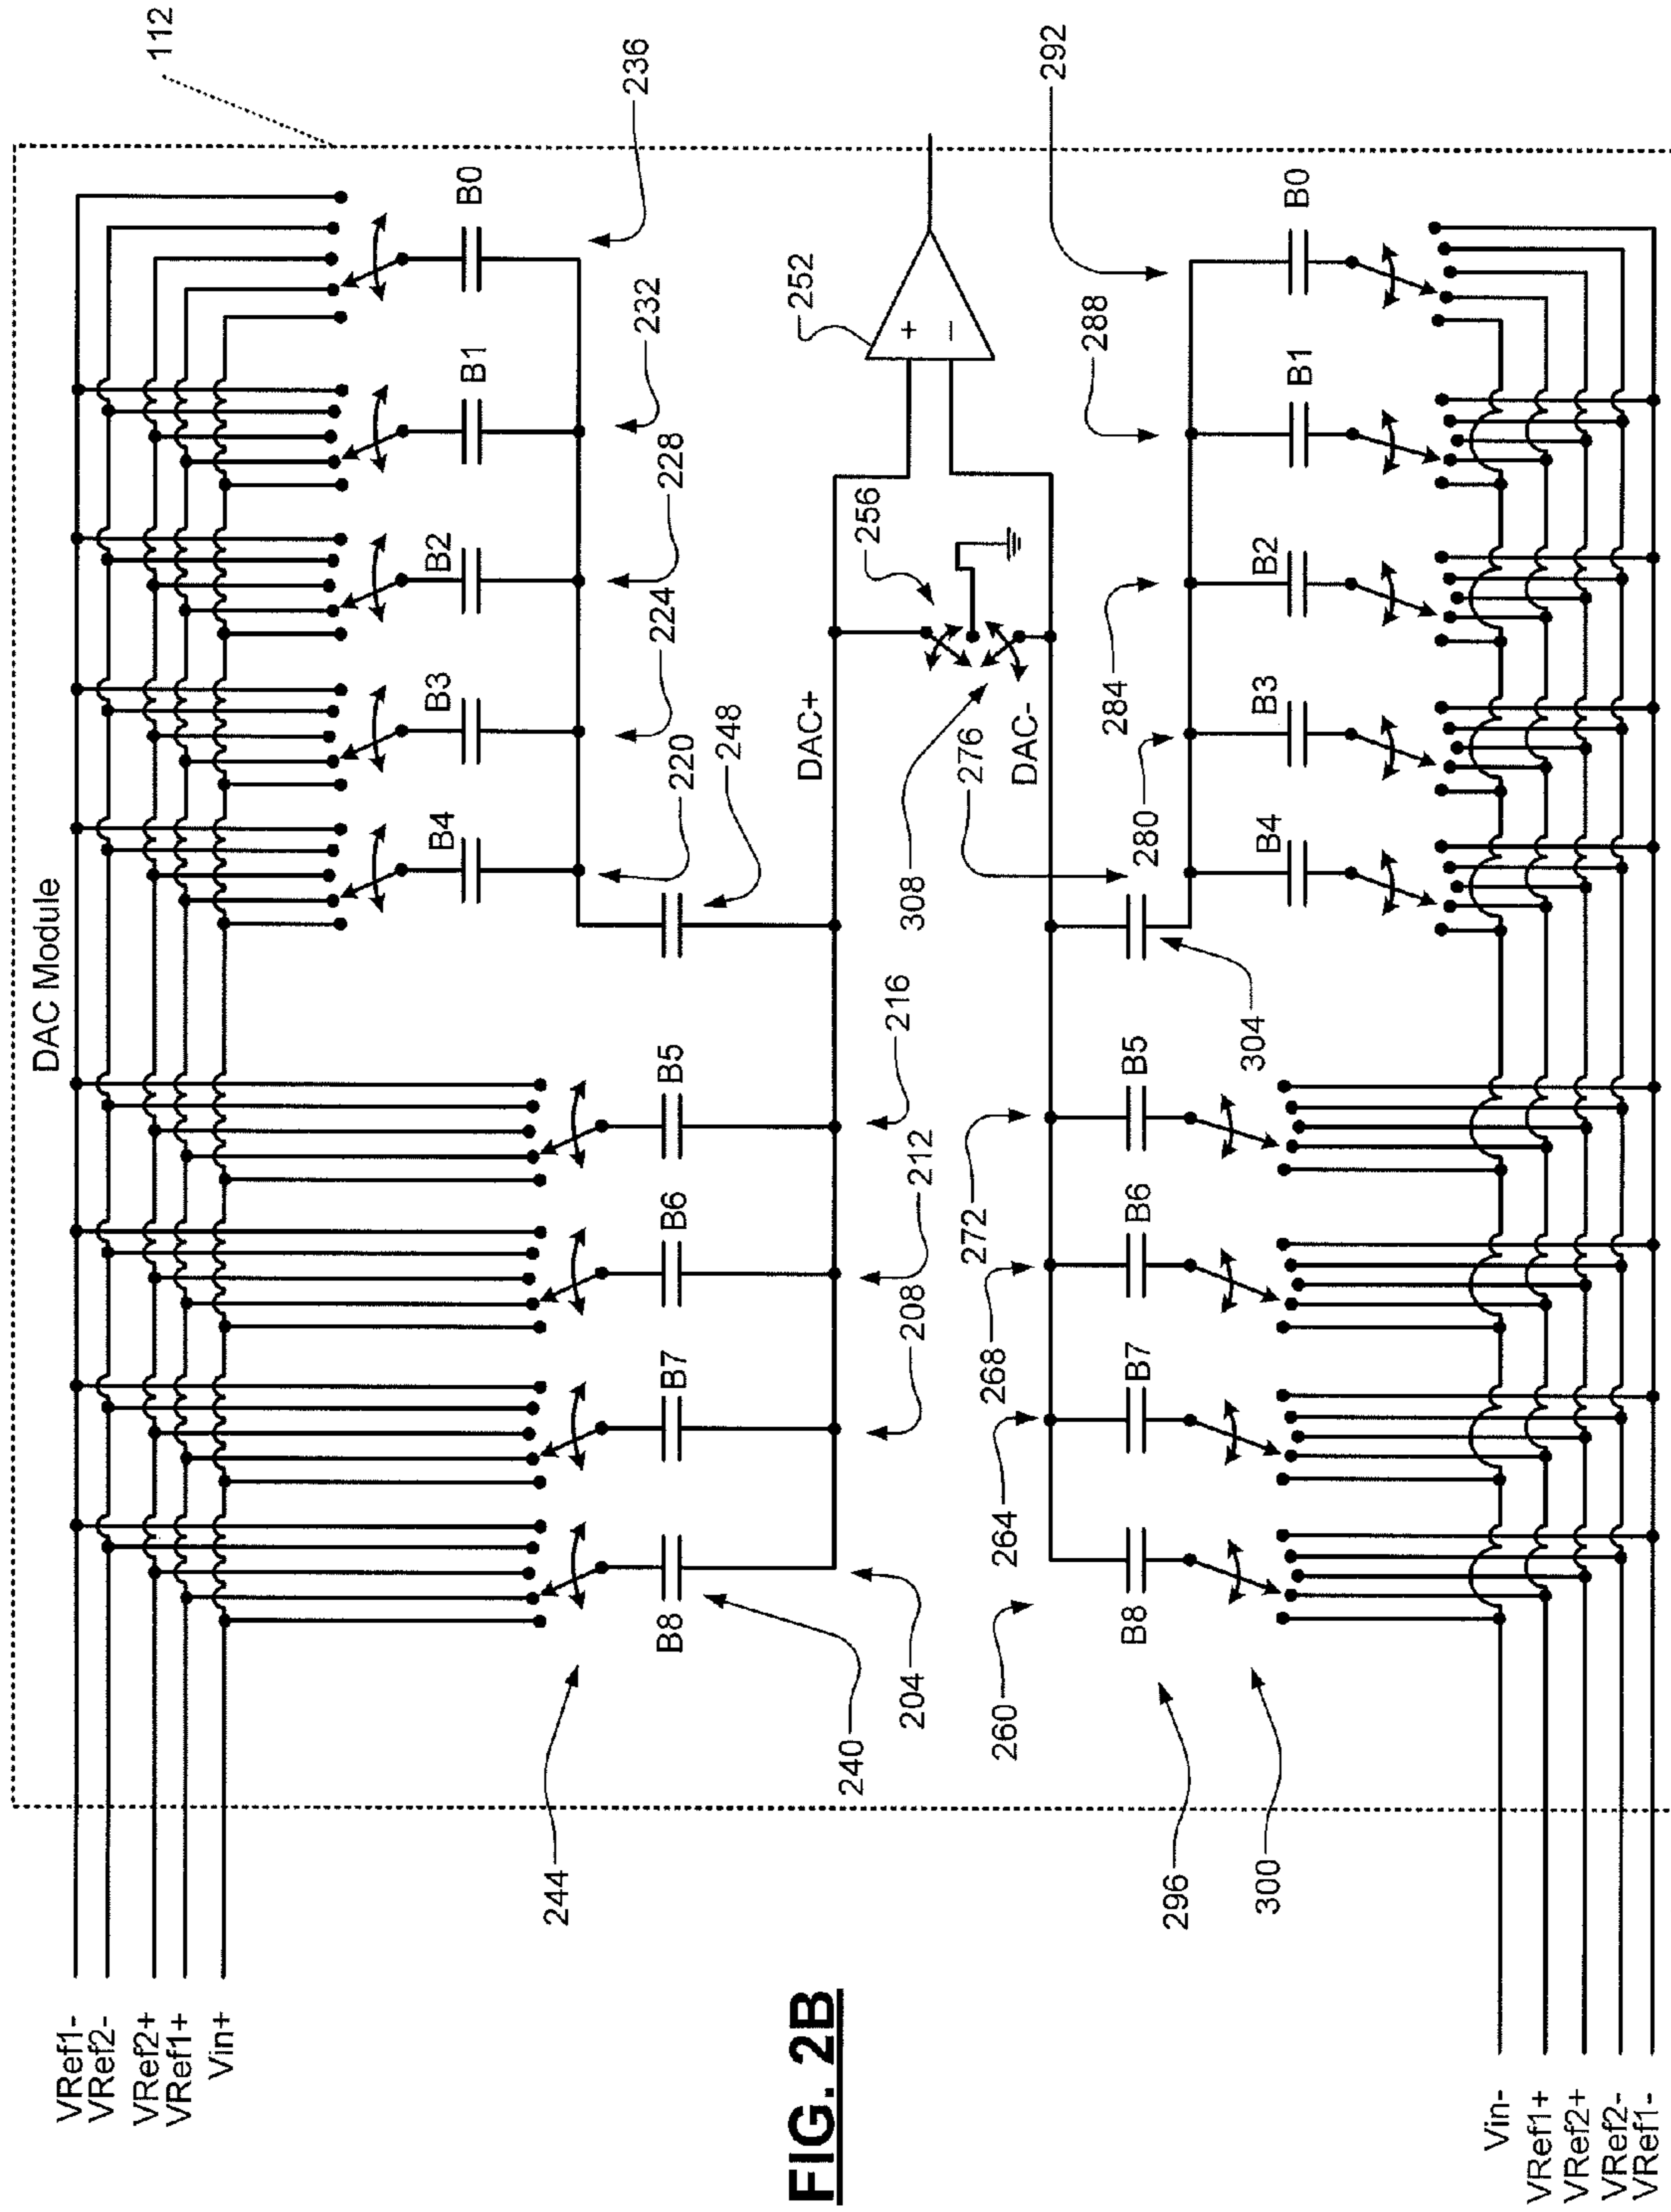 DAC Module
112
VRef1-
VRef2-
VRef2+
VRef1+
Vin+
B8
B7
B6
B5
B4
B3
B2
B1
B0
244
240
204
208
212
216
220
248
224
228
232
236
DAC+
DAC-
256
308
252
+
−
260
264
268
272
276
280
284
288
292
304
296
300
B8
B7
B6
B5
B4
B3
B2
B1
B0
Vin-
VRef1+
VRef2+
VRef2-
VRef1-
FIG. 2B